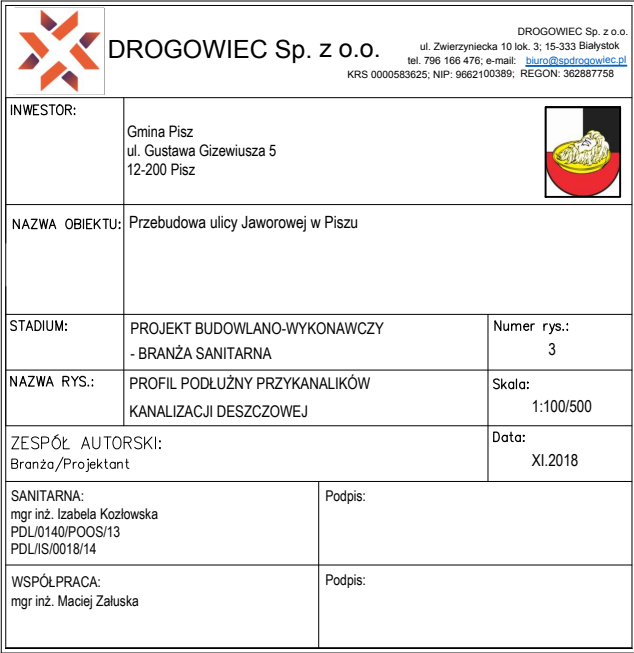 DROGOWIEC Sp. z o.o.
DROGOWIEC Sp. z o.o.
ul. Zwierzyniecka 10 lok. 3; 15-333 Białystok
tel. 796 166 476; e-mail: biuro@spdrogowiec.pl
KRS 0000583625; NIP: 9662100389; REGON: 362887758
INWESTOR:
Gmina Pisz
ul. Gustawa Gizewiusza 5
12-200 Pisz
NAZWA OBIEKTU:
Przebudowa ulicy Jaworowej w Piszu
STADIUM:
PROJEKT BUDOWLANO-WYKONAWCZY
- BRANŻA SANITARNA
Numer rys.:
3
NAZWA RYS.:
PROFIL PODŁUŻNY PRZYKANALIKÓW
KANALIZACJI DESZCZOWEJ
Skala:
1:100/500
ZESPÓŁ AUTORSKI:
Branża/Projektant
Data:
XI.2018
SANITARNA:
mgr inż. Izabela Kozłowska
PDL/0140/POOS/13
PDL/IS/0018/14
Podpis:
WSPÓŁPRACA:
mgr inż. Maciej Załuska
Podpis: